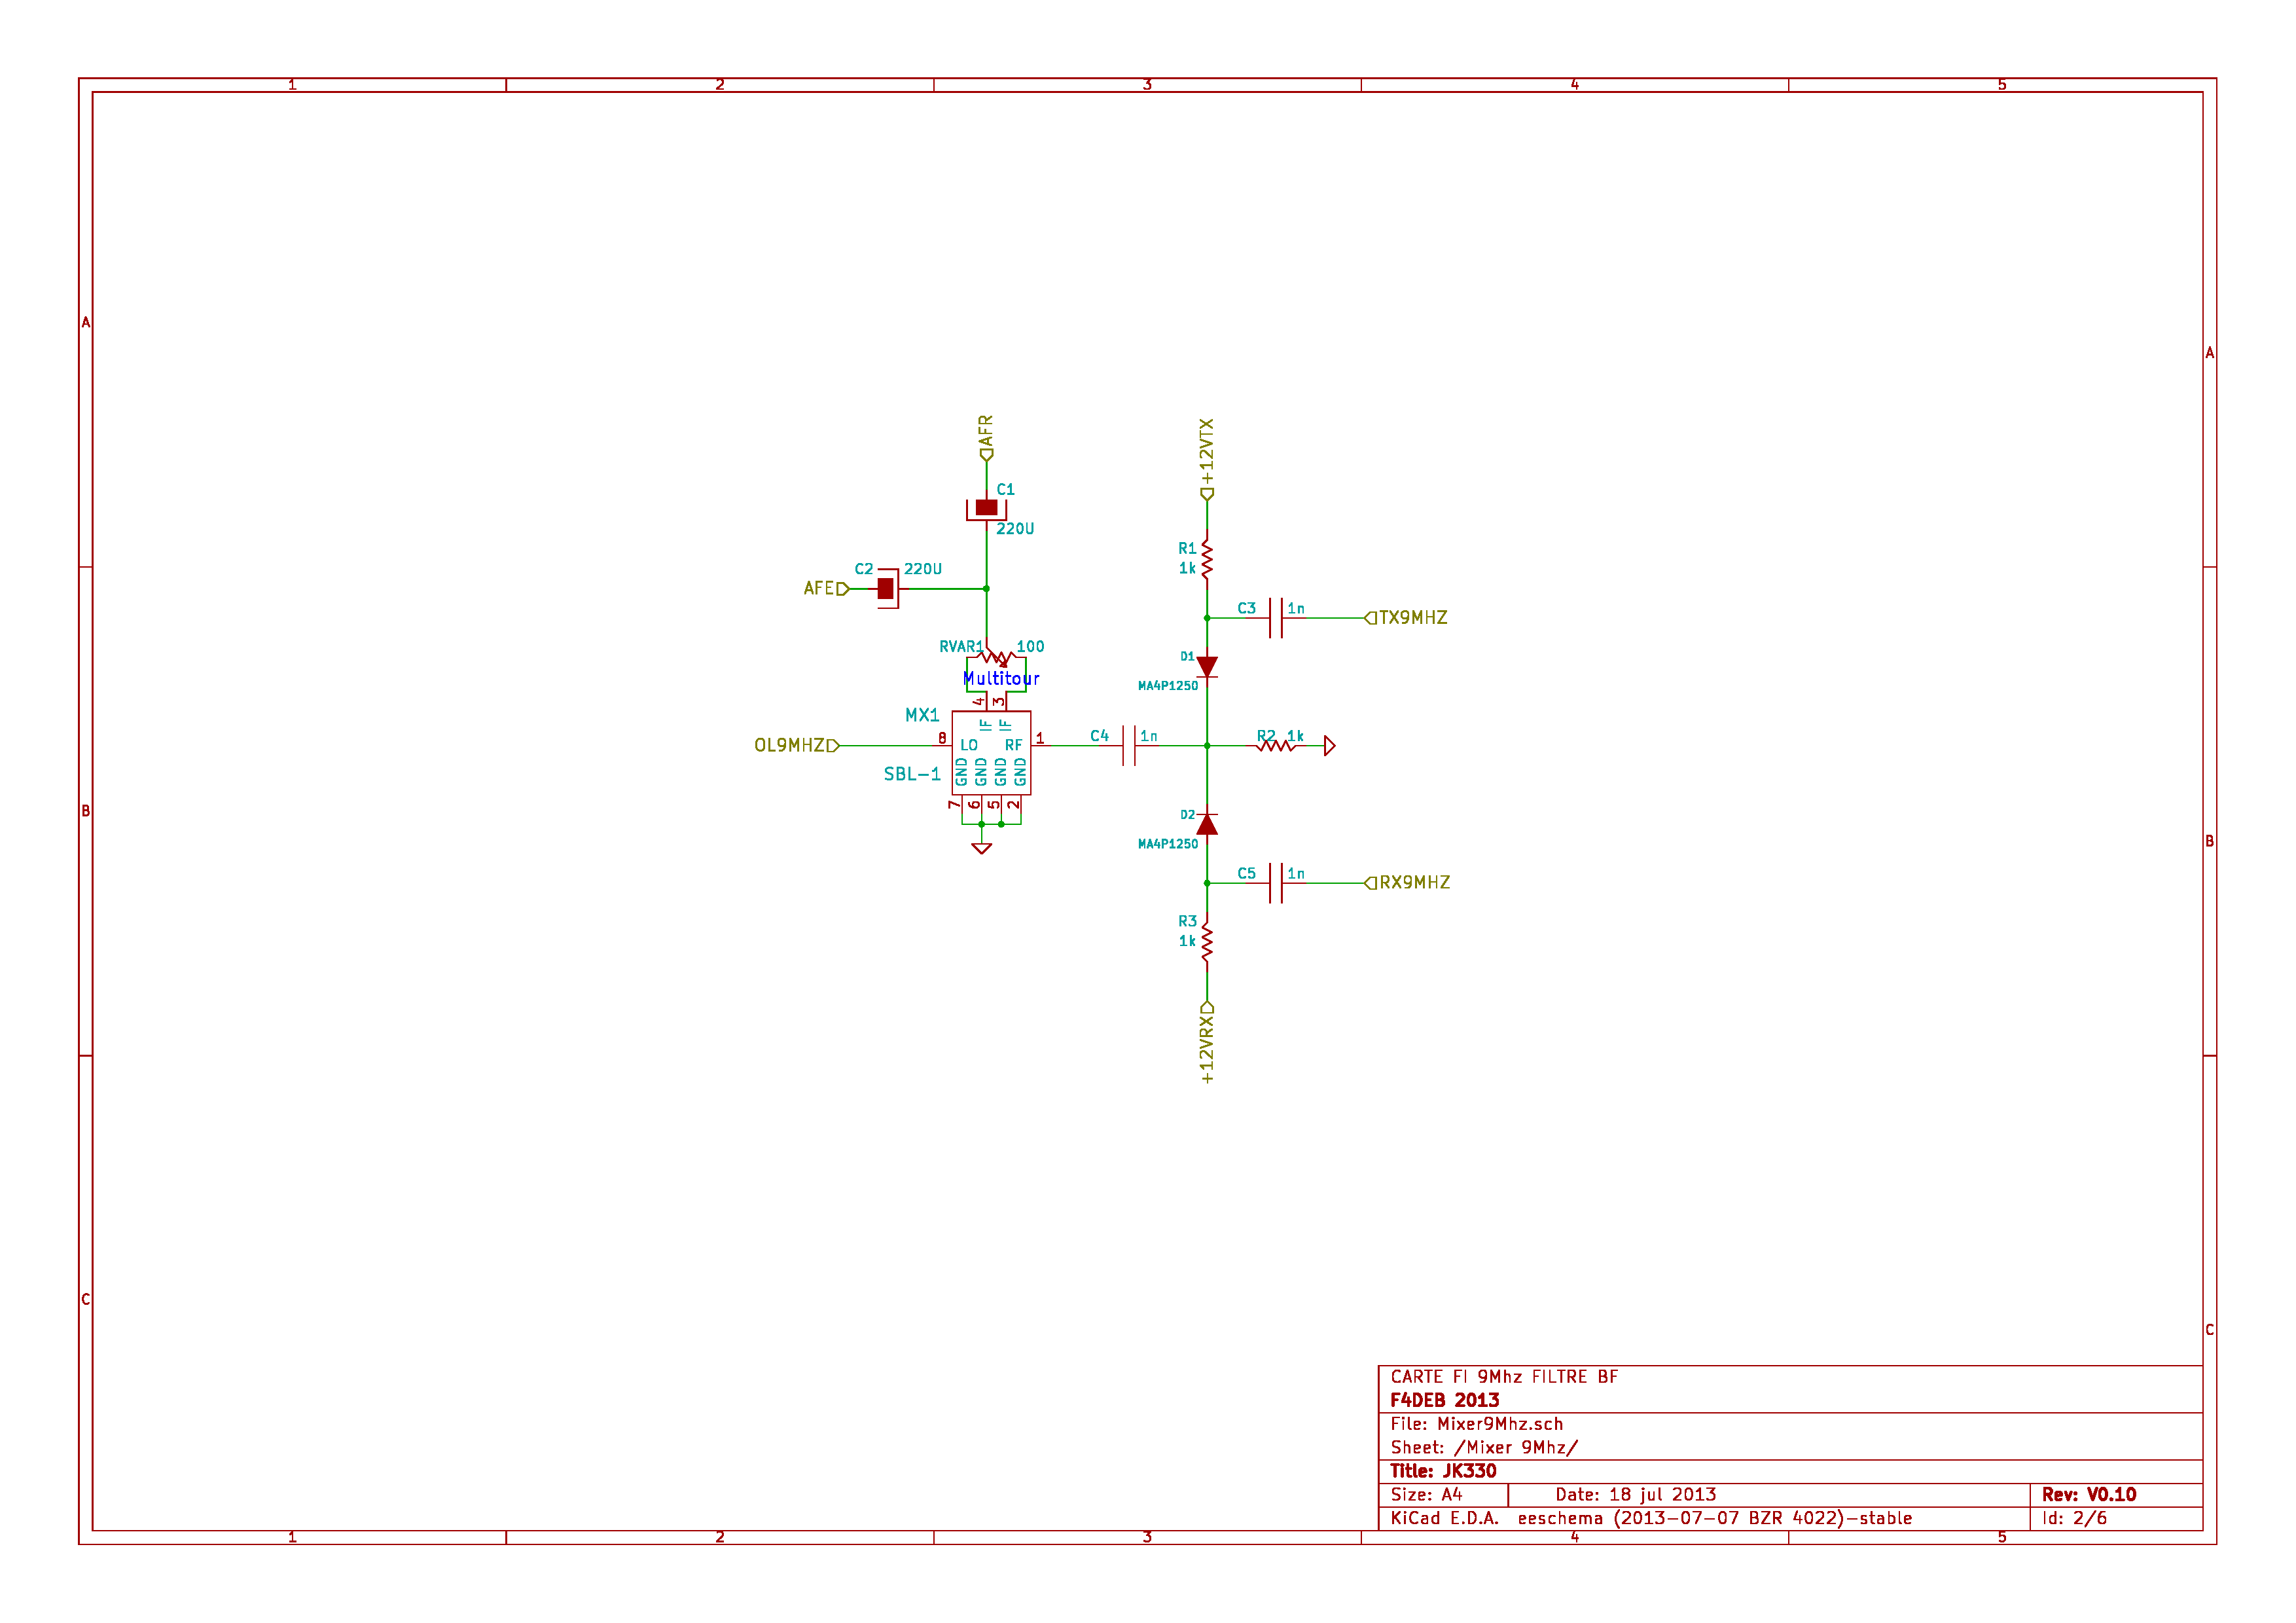 1 2 3 4 5
A
A
AFR
+12VTX
C1
220U
R1
1k
C2 220U
AFE
C3 1n
TX9MHZ
RVAR1 100
D1
Multitour
MA4P1250
4 3
MX1
IF IF
OL9MHZ
8 LO RF 1
C4 1n
R2 1k
SBL-1
GND GND GND GND
7 6 5 2
D2
MA4P1250
B
B
C5 1n
RX9MHZ
R3
1k
+12VRX
C
C
CARTE FI 9Mhz FILTRE BF
F4DEB 2013
File: Mixer9Mhz.sch
Sheet: /Mixer 9Mhz/
Title: JK330
Size: A4 Date: 18 jul 2013 Rev: V0.10
KiCad E.D.A. eeschema (2013-07-07 BZR 4022)-stable Id: 2/6
1 2 3 4 5